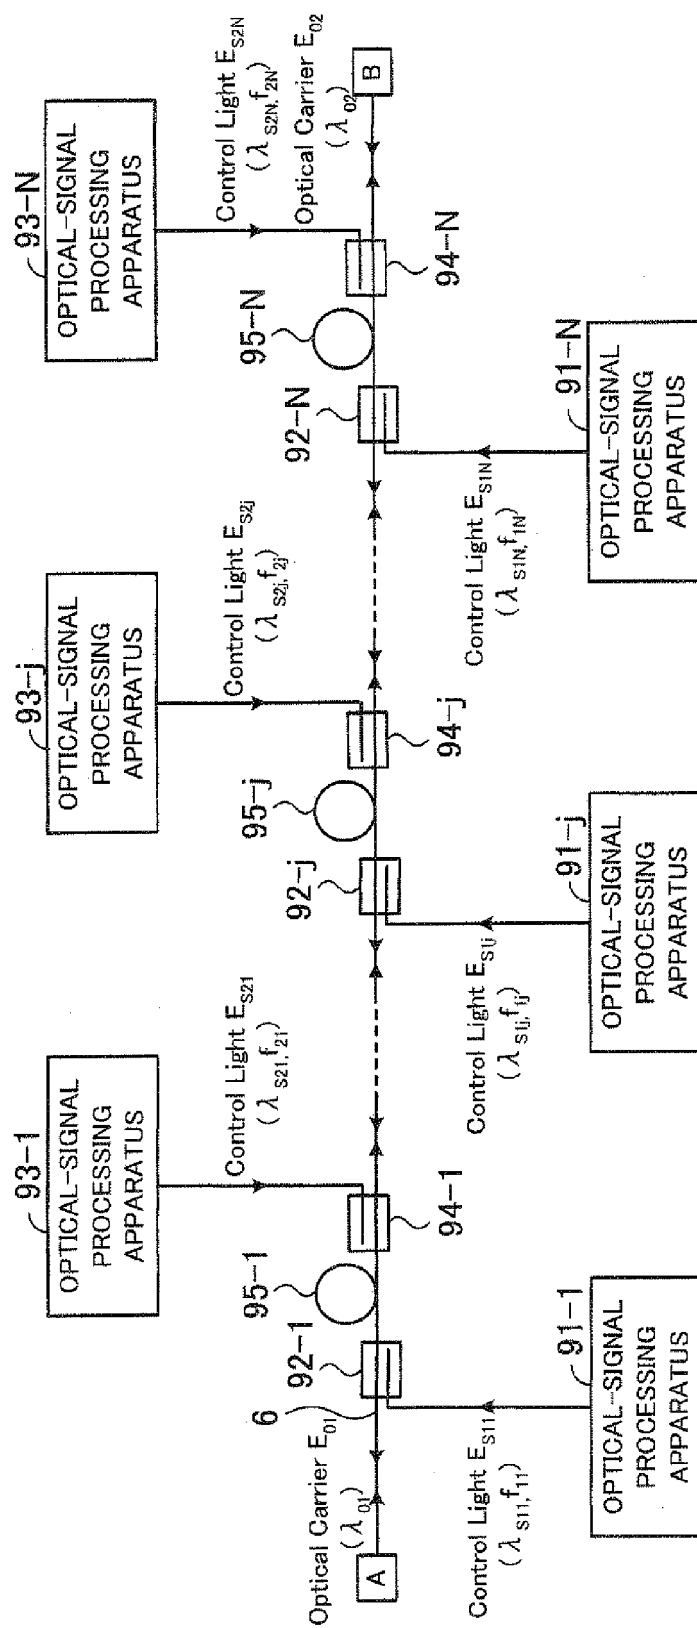 93-1
OPTICAL-SIGNAL
PROCESSING
APPARATUS
93-j
OPTICAL-SIGNAL
PROCESSING
APPARATUS
93-N
OPTICAL-SIGNAL
PROCESSING
APPARATUS
Control Light E_S21
(λ_S21, f_21)
Control Light E_S2j
(λ_S2j, f_2j)
Control Light E_S2N
(λ_S2N, f_2N)
Optical Carrier E_01
(λ_01)
6
92-1
95-1
94-1
92-j
95-j
94-j
92-N
95-N
94-N
Optical Carrier E_02
(λ_02)
A
B
Control Light E_S11
(λ_S11, f_11)
Control Light E_S1j
(λ_S1j, f_1j)
Control Light E_S1N
(λ_S1N, f_1N)
91-1
OPTICAL-SIGNAL
PROCESSING
APPARATUS
91-j
OPTICAL-SIGNAL
PROCESSING
APPARATUS
91-N
OPTICAL-SIGNAL
PROCESSING
APPARATUS